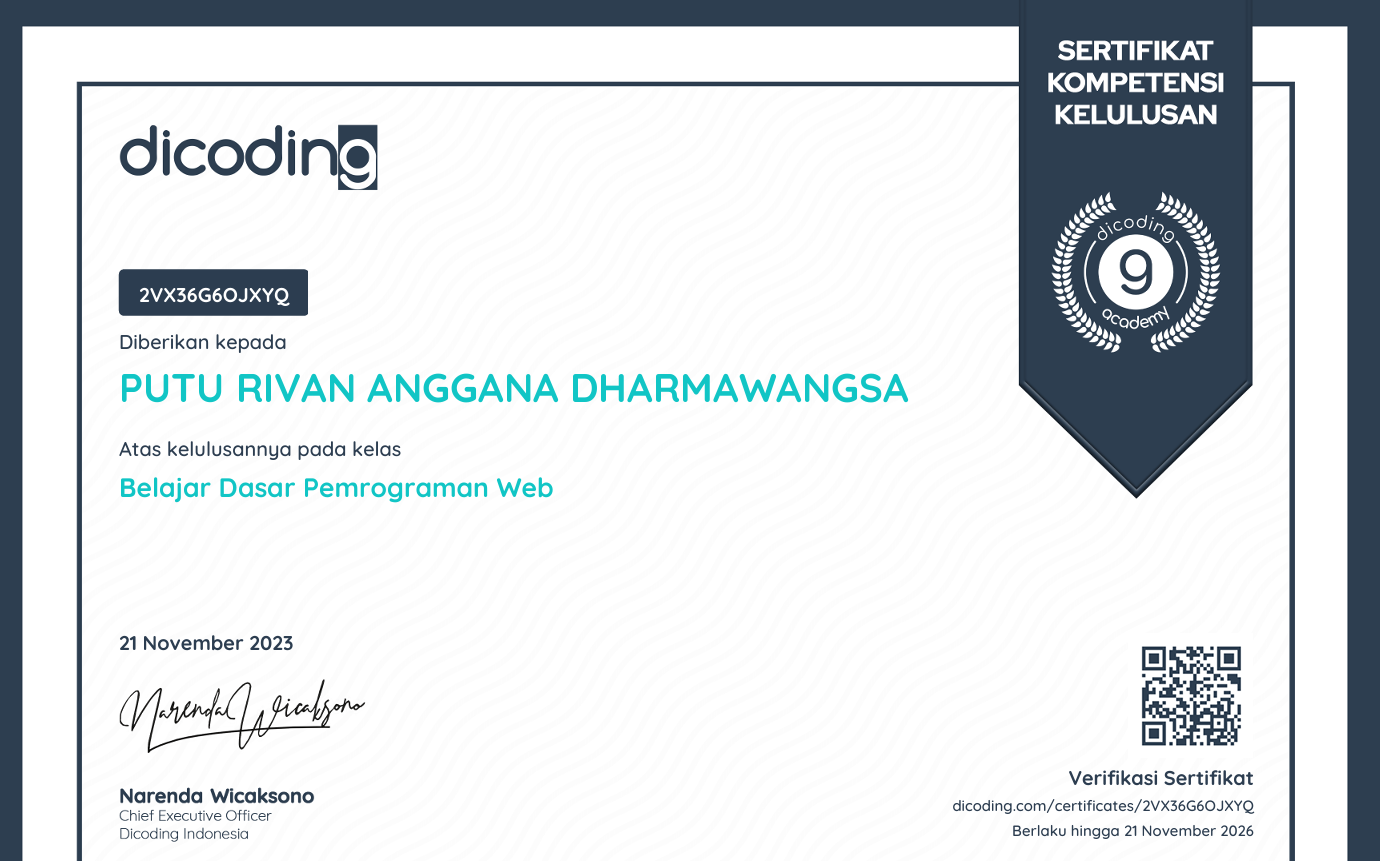 SERTIFIKAT
KOMPETENSI
KELULUSAN
dicoding
dicoding
9
academy
2VX36G6OJXYQ
Diberikan kepada
PUTU RIVAN ANGGANA DHARMAWANGSA
Atas kelulusannya pada kelas
Belajar Dasar Pemrograman Web
21 November 2023
Narenda Wicaksono
Narenda Wicaksono
Chief Executive Officer
Dicoding Indonesia
Verifikasi Sertifikat
dicoding.com/certificates/2VX36G6OJXYQ
Berlaku hingga 21 November 2026